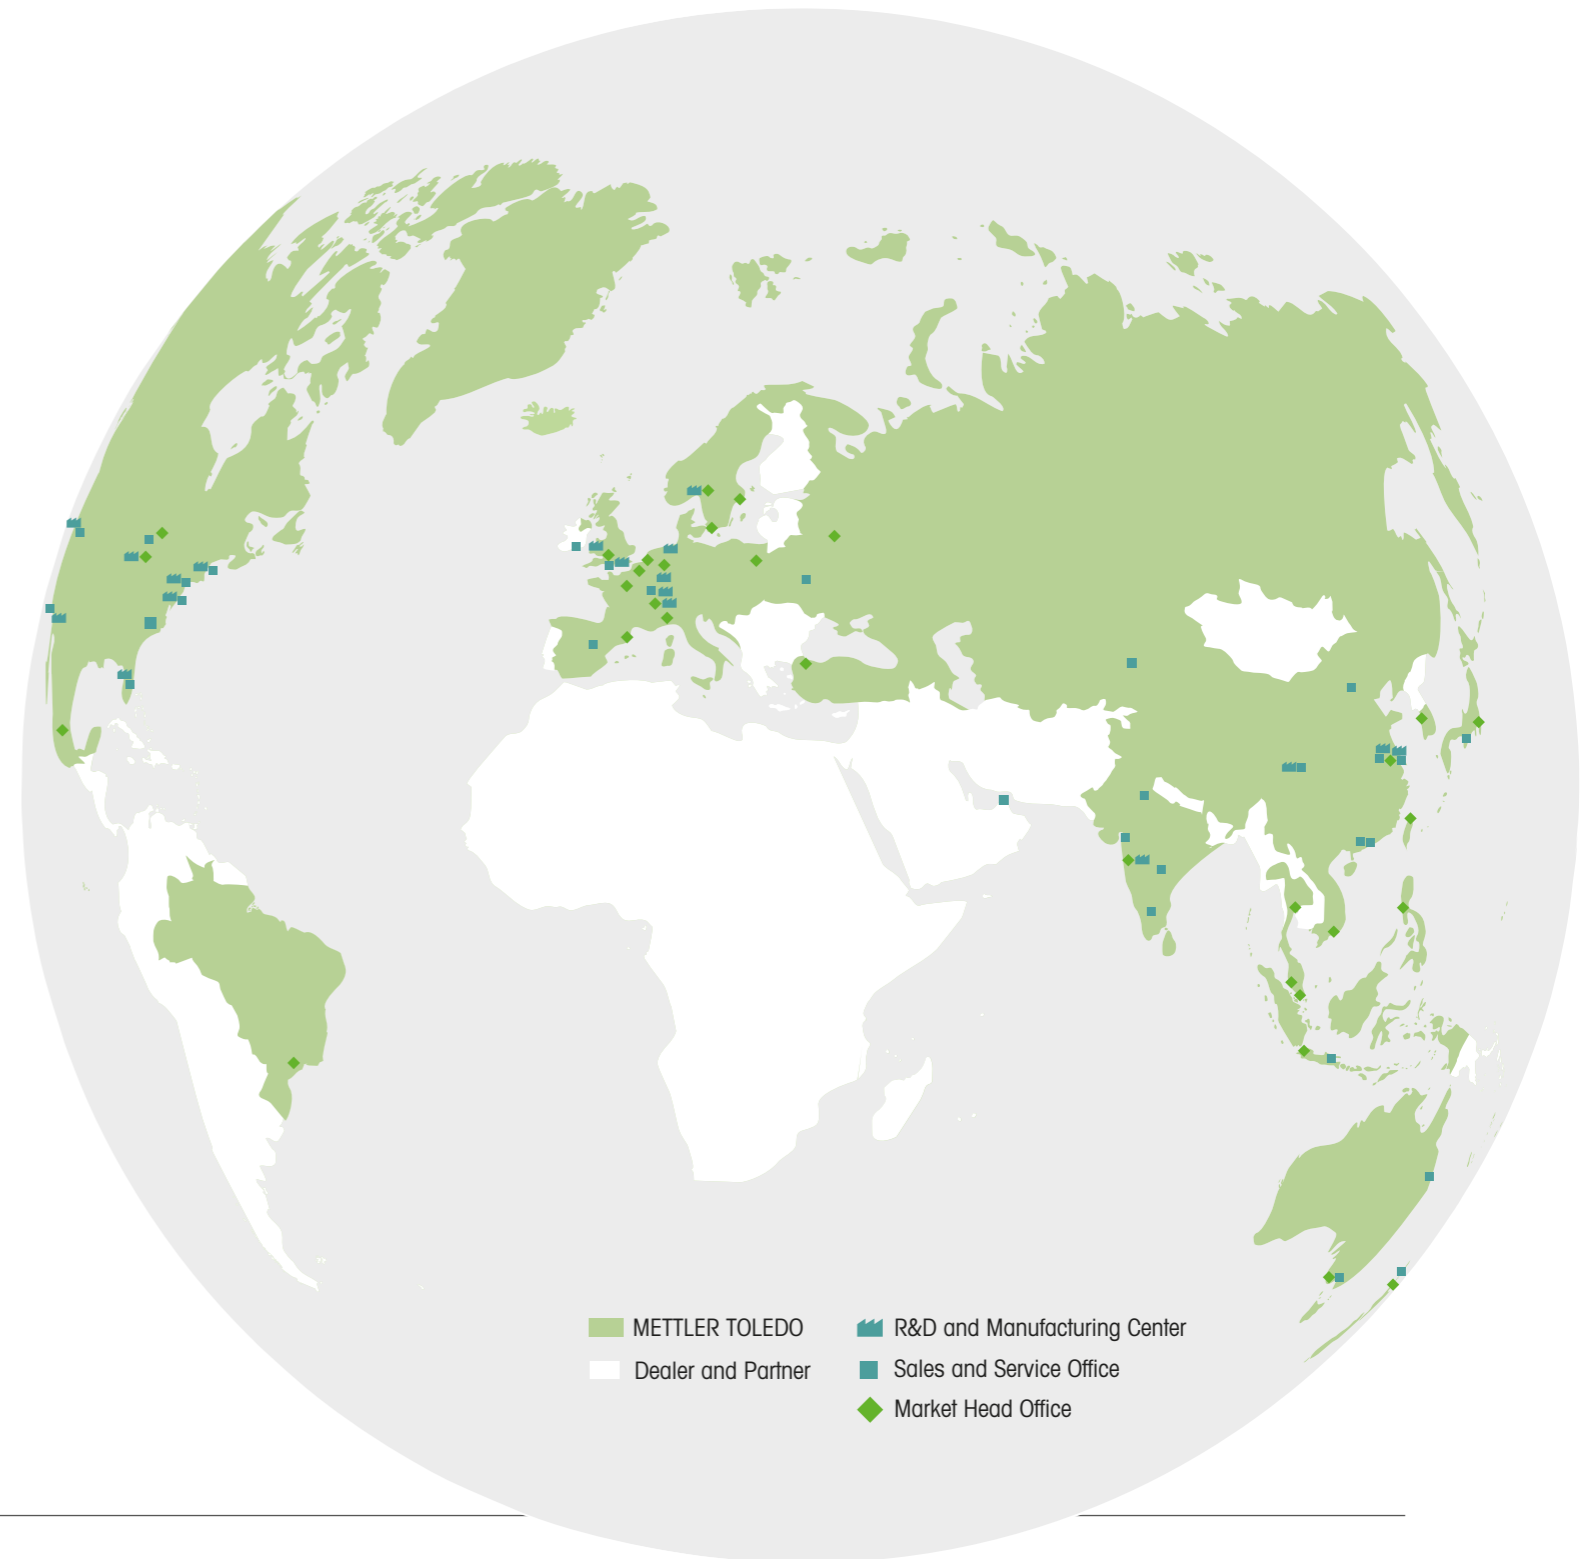 METTLER TOLEDO
Dealer and Partner
R&D and Manufacturing Center
Sales and Service Office
Market Head Office